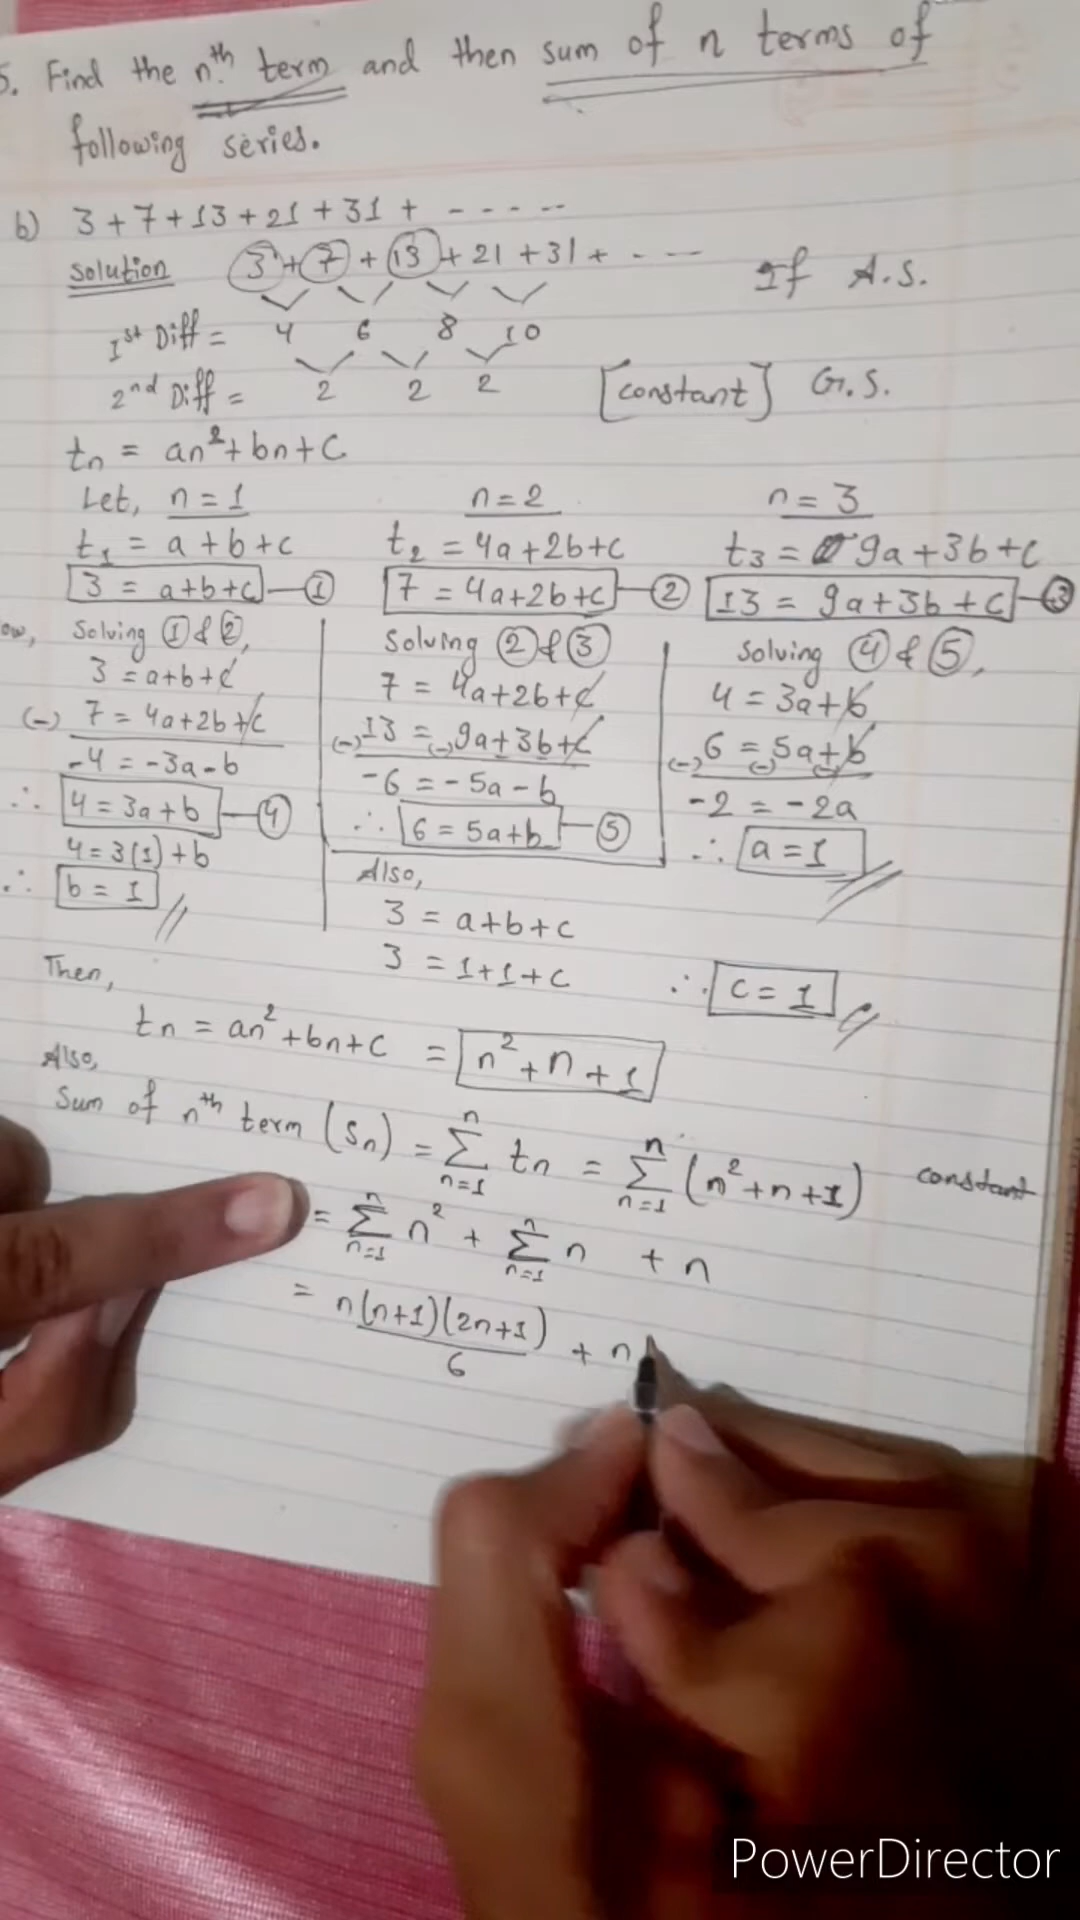 5. Find the nth term and then sum of n terms of
following series.
b) 3 + 7 + 13 + 21 + 31 + - - - - -
Solution 3 + 7 + 13 + 21 + 31 + - - - If A.S.
1st Diff = 4 6 8 10
2nd Diff = 2 2 2 [constant] G.S.
tn = an² + bn + c
Let, n = 1 n = 2 n = 3
t1 = a + b + c t2 = 4a + 2b + c t3 = 9a + 3b + c
3 = a + b + c — ① 7 = 4a + 2b + c — ② 13 = 9a + 3b + c — ③
ow, Solving ① & ②, Solving ② & ③ Solving ④ & ⑤,
3 = a + b + c 7 = 4a + 2b + c 4 = 3a + b
(-) 7 = 4a + 2b + c (-) 13 = (-) 9a + 3b + c (-) 6 = (-) 5a + (-) b
-4 = -3a - b -6 = -5a - b -2 = -2a
∴ 4 = 3a + b — ④ ∴ 6 = 5a + b — ⑤ ∴ a = 1
4 = 3(1) + b Also,
∴ b = 1 3 = a + b + c
3 = 1 + 1 + c ∴ c = 1
Then,
tn = an² + bn + c = n² + n + 1
Also,
Sum of nth term (Sn) = n Σ n=1 tn = n Σ n=1 (n² + n + 1) constant
= n Σ n=1 n² + n Σ n=1 n + n
= n(n+1)(2n+1) / 6 + n
PowerDirector